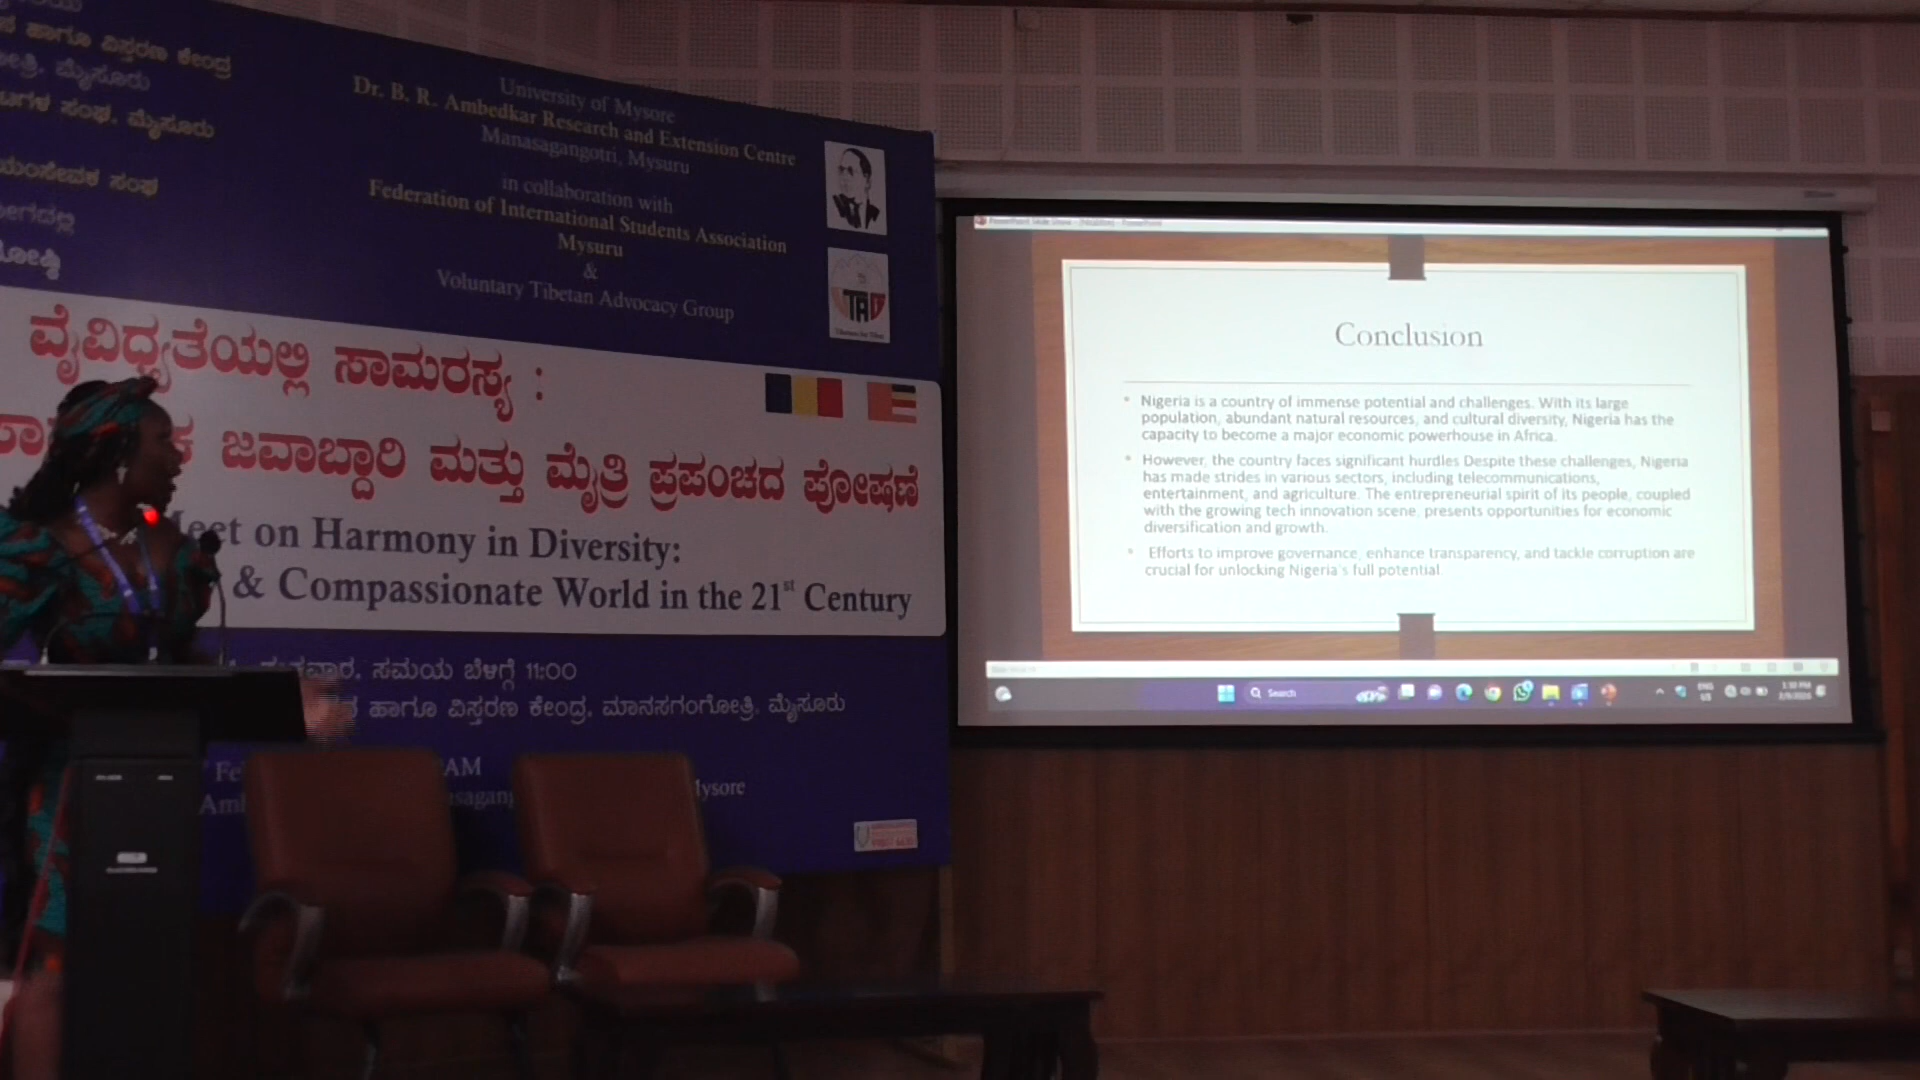 ನ ಹಾಗೂ ವಿಸ್ತರಣ ಕೇಂದ್ರ
ಮೈಸೂರು
ಸಂಘ, ಮೈಸೂರು
ಸಂಘ
University of Mysore
Dr. B. R. Ambedkar Research and Extension Centre
Manasagangotri, Mysuru
in collaboration with
Federation of International Students Association
Mysuru
&
Voluntary Tibetan Advocacy Group
ವೈವಿಧ್ಯತೆಯಲ್ಲಿ ಸಾಮರಸ್ಯ :
ಜವಾಬ್ದಾರಿ ಮತ್ತು ಮೈತ್ರಿ ಪ್ರಪಂಚದ ಪೋಷಣೆ
Meet on Harmony in Diversity:
& Compassionate World in the 21st Century
ಸಮಯ ಬೆಳಿಗ್ಗೆ 11:00
ಹಾಗೂ ವಿಸ್ತರಣ ಕೇಂದ್ರ, ಮಾನಸಗಂಗೋತ್ರಿ, ಮೈಸೂರು
AM
Conclusion
• Nigeria is a country of immense potential and challenges. With its large
population, abundant natural resources, and cultural diversity, Nigeria has the
capacity to become a major economic powerhouse in Africa.
• However, the country faces significant hurdles Despite these challenges, Nigeria
has made strides in various sectors, including telecommunications,
entertainment, and agriculture. The entrepreneurial spirit of its people, coupled
with the growing tech innovation scene, presents opportunities for economic
diversification and growth.
• Efforts to improve governance, enhance transparency, and tackle corruption are
crucial for unlocking Nigeria's full potential
Search
ENG